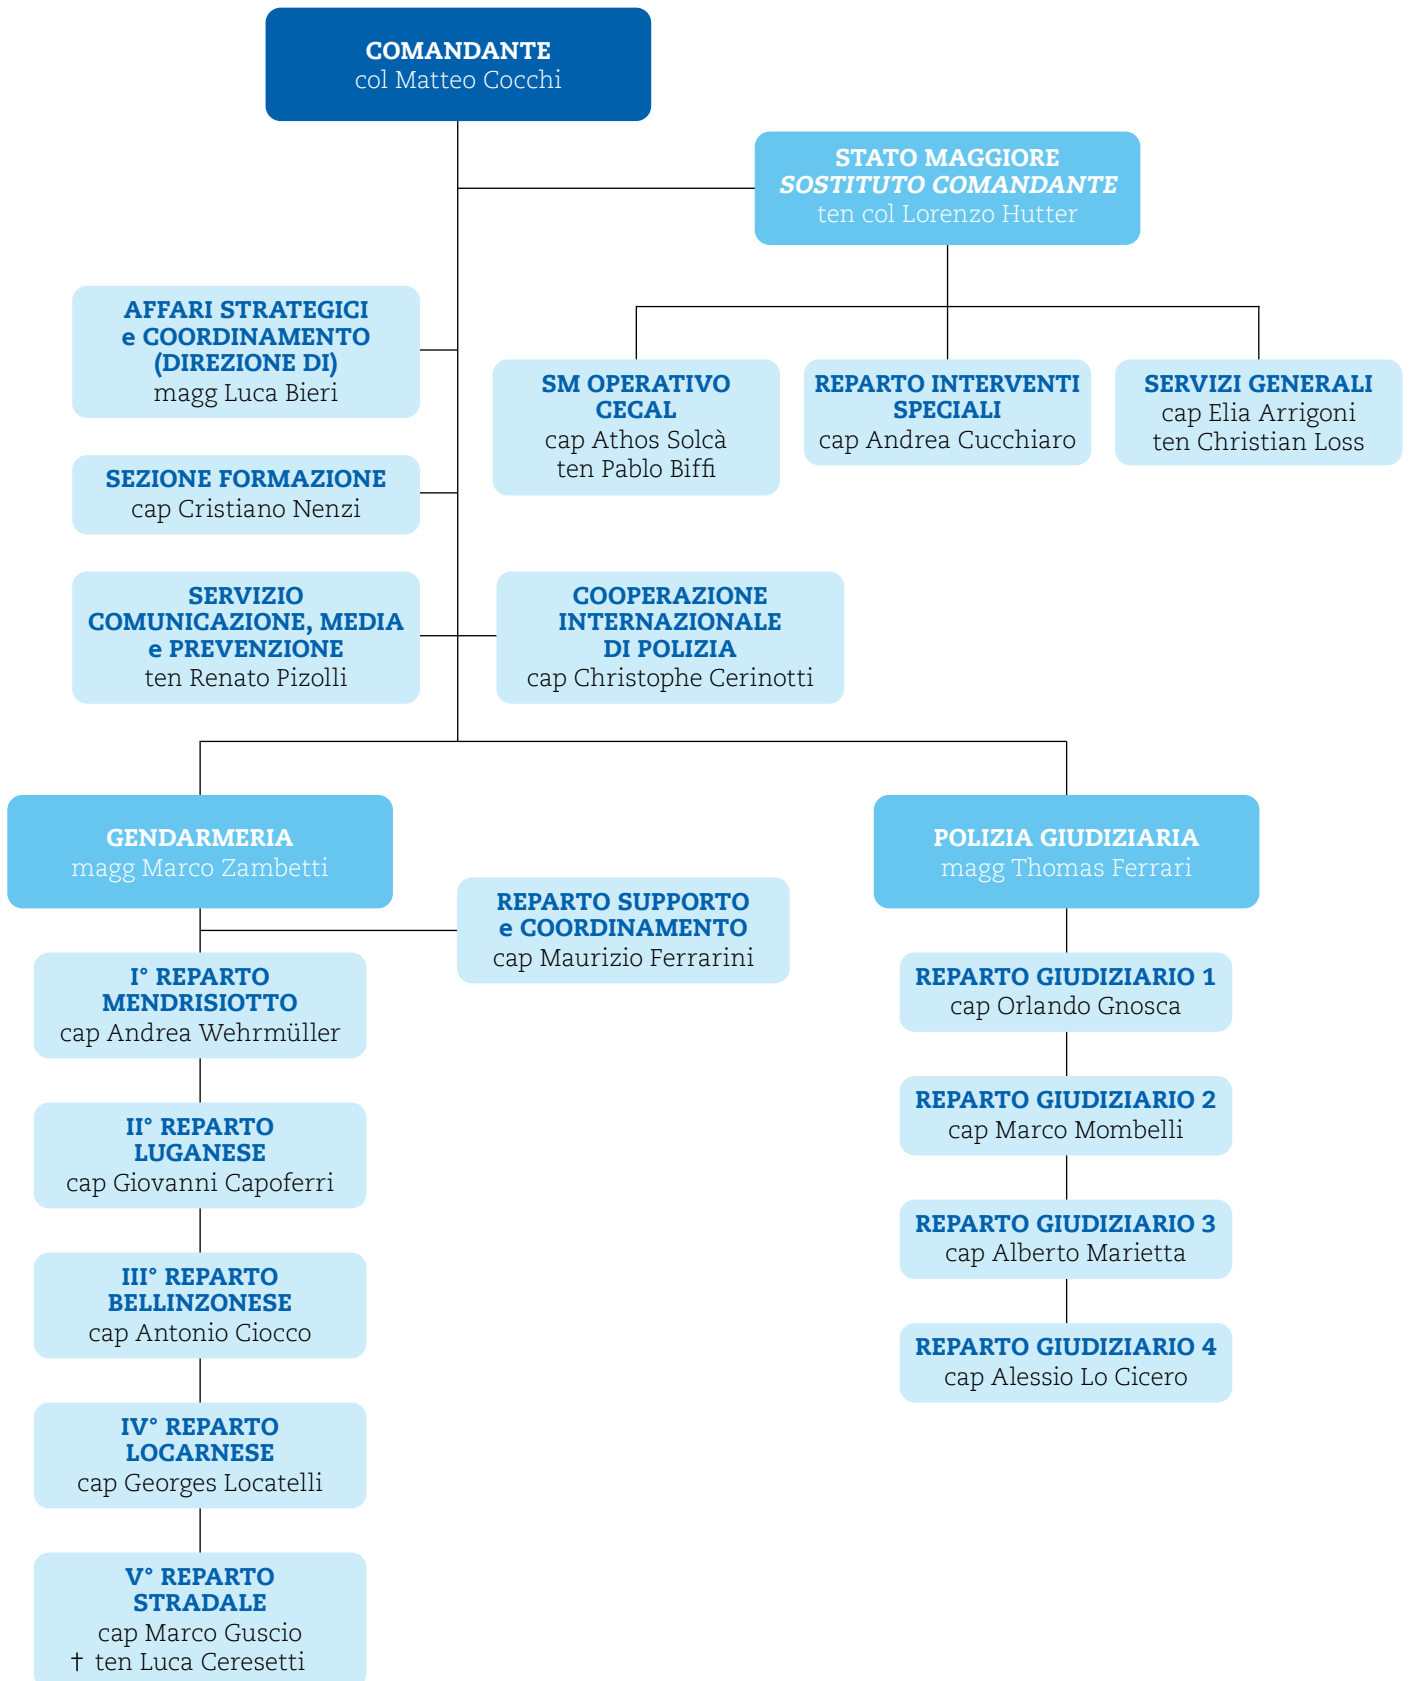 COMANDANTE
col Matteo Cocchi
STATO MAGGIORE
SOSTITUTO COMANDANTE
ten col Lorenzo Hutter
AFFARI STRATEGICI
e COORDINAMENTO
(DIREZIONE DI)
magg Luca Bieri
SM OPERATIVO
CECAL
cap Athos Solcà
ten Pablo Biffi
REPARTO INTERVENTI
SPECIALI
cap Andrea Cucchiaro
SERVIZI GENERALI
cap Elia Arrigoni
ten Christian Loss
SEZIONE FORMAZIONE
cap Cristiano Nenzi
SERVIZIO
COMUNICAZIONE, MEDIA
e PREVENZIONE
ten Renato Pizolli
COOPERAZIONE
INTERNAZIONALE
DI POLIZIA
cap Christophe Cerinotti
GENDARMERIA
magg Marco Zambetti
REPARTO SUPPORTO
e COORDINAMENTO
cap Maurizio Ferrarini
I° REPARTO
MENDRISIOTTO
cap Andrea Wehrmüller
II° REPARTO
LUGANESE
cap Giovanni Capoferri
III° REPARTO
BELLINZONESE
cap Antonio Ciocco
IV° REPARTO
LOCARNESE
cap Georges Locatelli
V° REPARTO
STRADALE
cap Marco Guscio
† ten Luca Ceresetti
POLIZIA GIUDIZIARIA
magg Thomas Ferrari
REPARTO GIUDIZIARIO 1
cap Orlando Gnosca
REPARTO GIUDIZIARIO 2
cap Marco Mombelli
REPARTO GIUDIZIARIO 3
cap Alberto Marietta
REPARTO GIUDIZIARIO 4
cap Alessio Lo Cicero